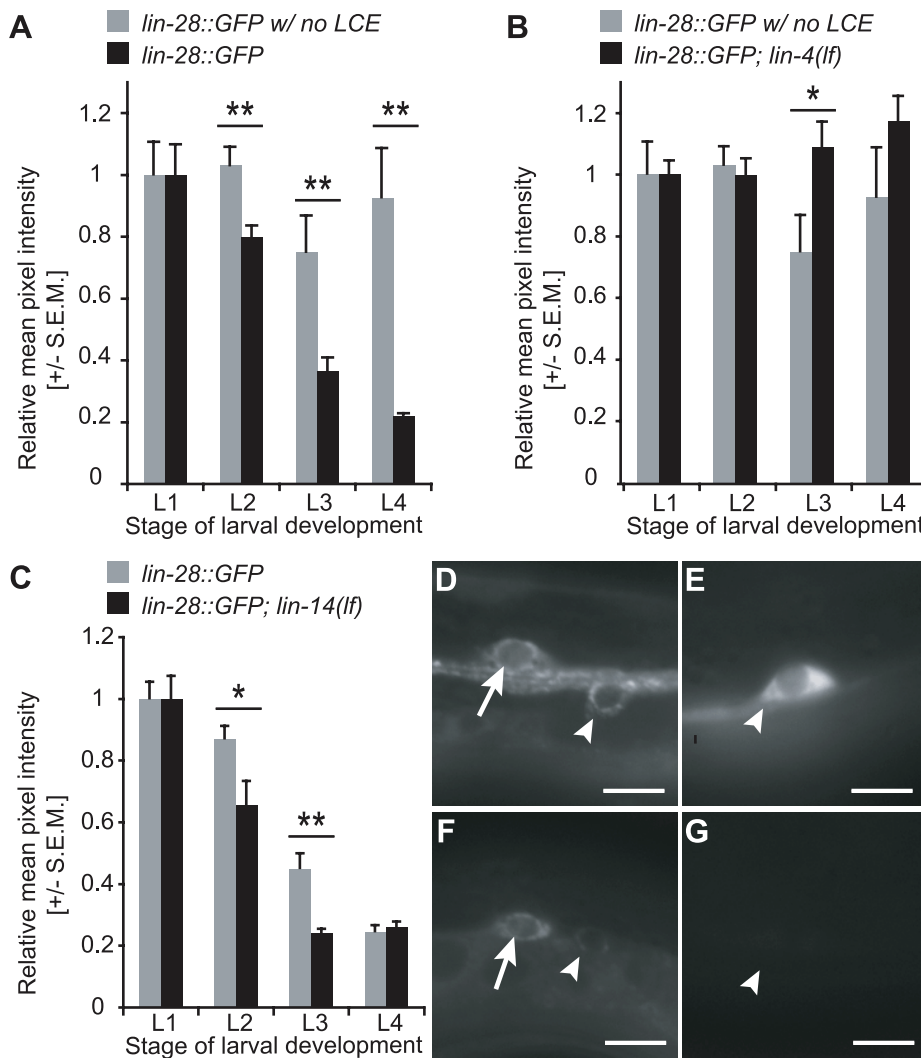 A
lin-28::GFP w/ no LCE
lin-28::GFP
Relative mean pixel intensity
[+/- S.E.M.]
1.2
1
0.8
0.6
0.4
0.2
0
**
**
**
L1 L2 L3 L4
Stage of larval development
B
lin-28::GFP w/ no LCE
lin-28::GFP; lin-4(lf)
Relative mean pixel intensity
[+/- S.E.M.]
1.2
1
0.8
0.6
0.4
0.2
0
*
L1 L2 L3 L4
Stage of larval development
C
lin-28::GFP
lin-28::GFP; lin-14(lf)
Relative mean pixel intensity
[+/- S.E.M.]
1.2
1
0.8
0.6
0.4
0.2
0
*
**
L1 L2 L3 L4
Stage of larval development
D
E
F
G